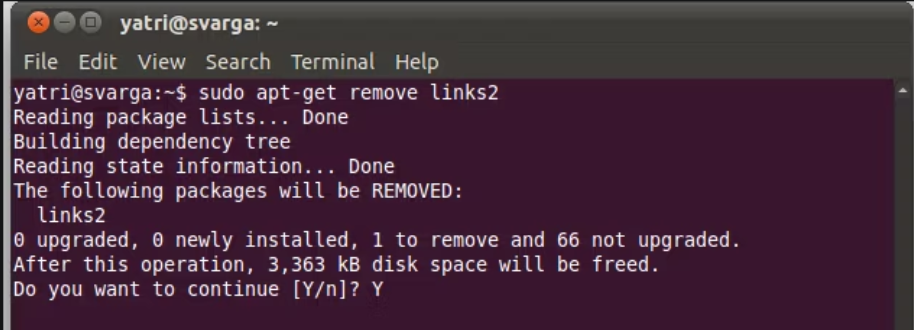 yatri@svarga: ~
File Edit View Search Terminal Help
yatri@svarga:~$ sudo apt-get remove links2
Reading package lists... Done
Building dependency tree
Reading state information... Done
The following packages will be REMOVED:
  links2
0 upgraded, 0 newly installed, 1 to remove and 66 not upgraded.
After this operation, 3,363 kB disk space will be freed.
Do you want to continue [Y/n]? Y